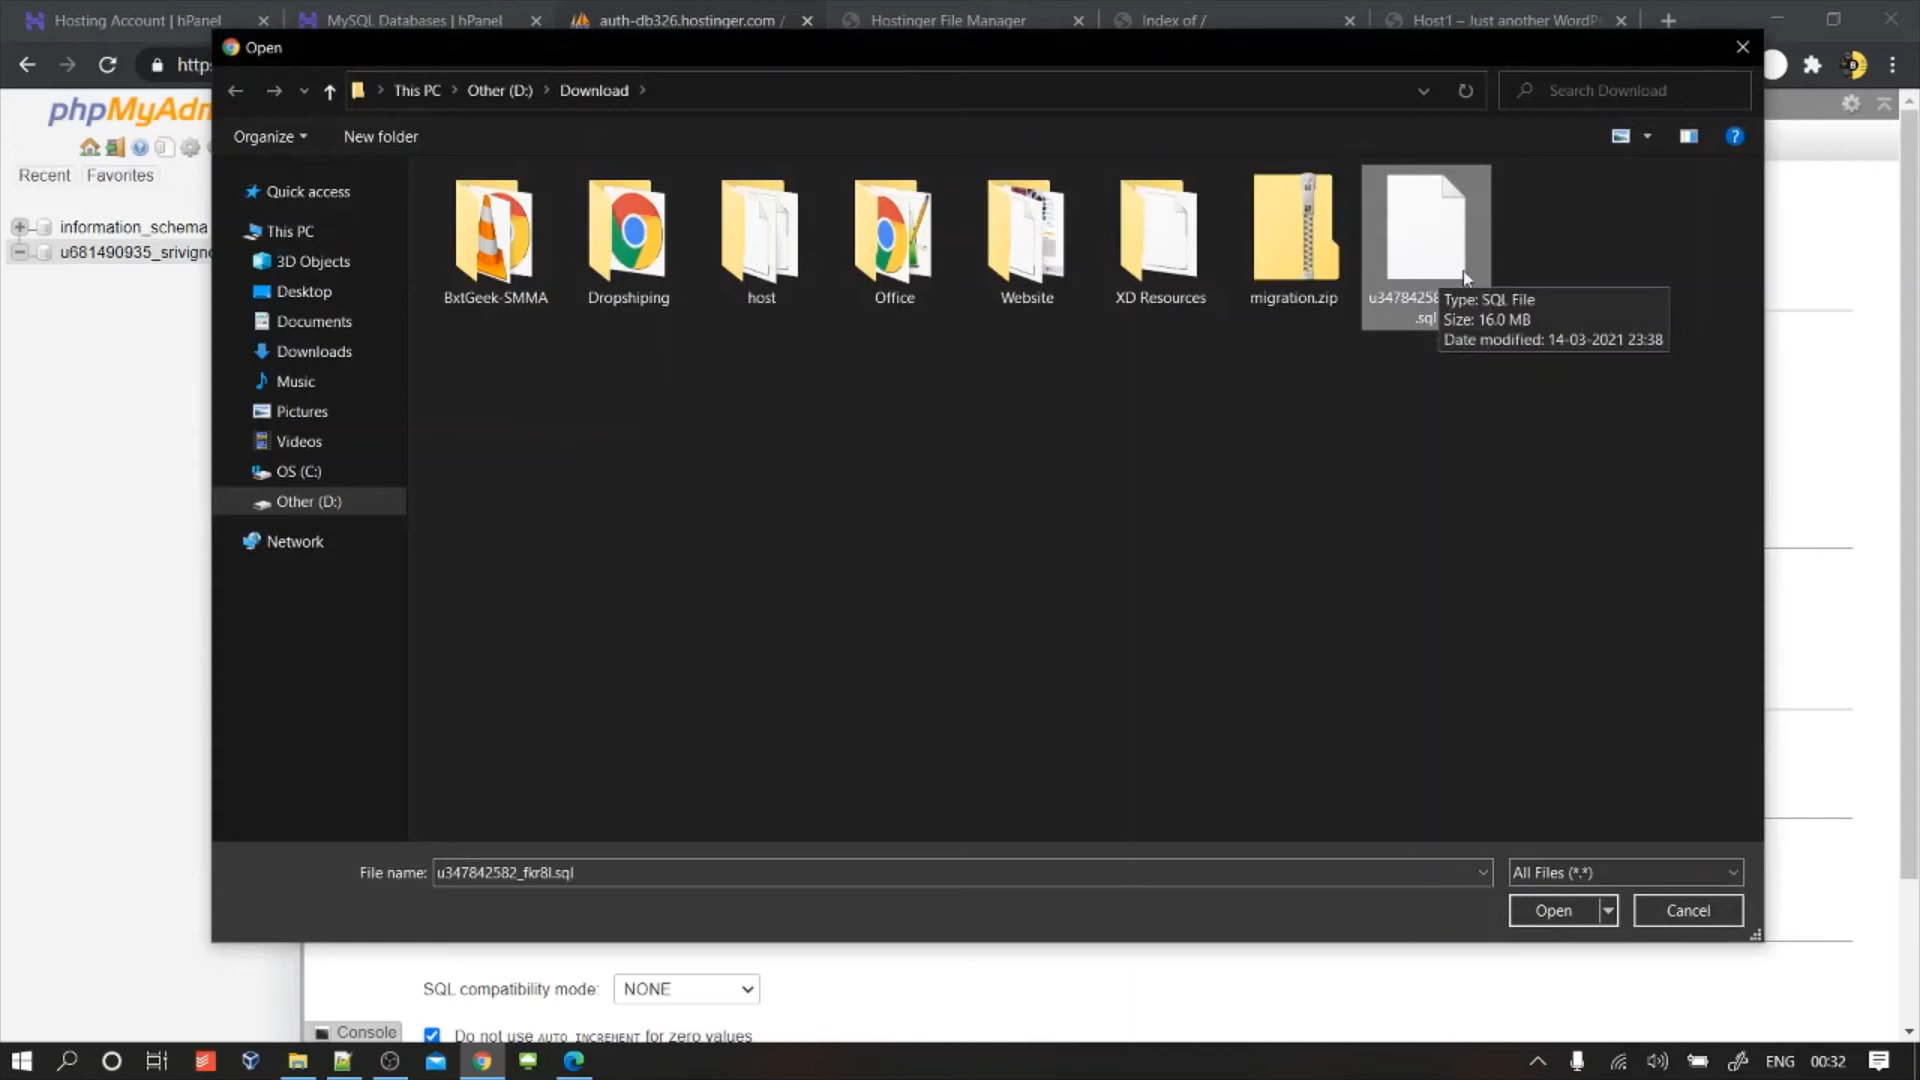 Hosting Account | hPanel
MySQL Databases | hPanel
auth-db326.hostinger.com /
Hostinger File Manager
Index of /
Host1 – Just another WordP
Open
https
This PC
Other (D:)
Download
Search Download
phpMyAdm
Organize
New folder
Recent
Favorites
Quick access
information_schema
u681490935_srivigne
This PC
3D Objects
Desktop
Documents
Downloads
Music
Pictures
Videos
OS (C:)
Other (D:)
Network
BxtGeek-SMMA
Dropshiping
host
Office
Website
XD Resources
migration.zip
u34784258
.sql
Type: SQL File
Size: 16.0 MB
Date modified: 14-03-2021 23:38
File name:
u347842582_fkr8l.sql
All Files (*.*)
Open
Cancel
SQL compatibility mode:
NONE
Console
Do not use AUTO_INCREMENT for zero values
ENG
00:32